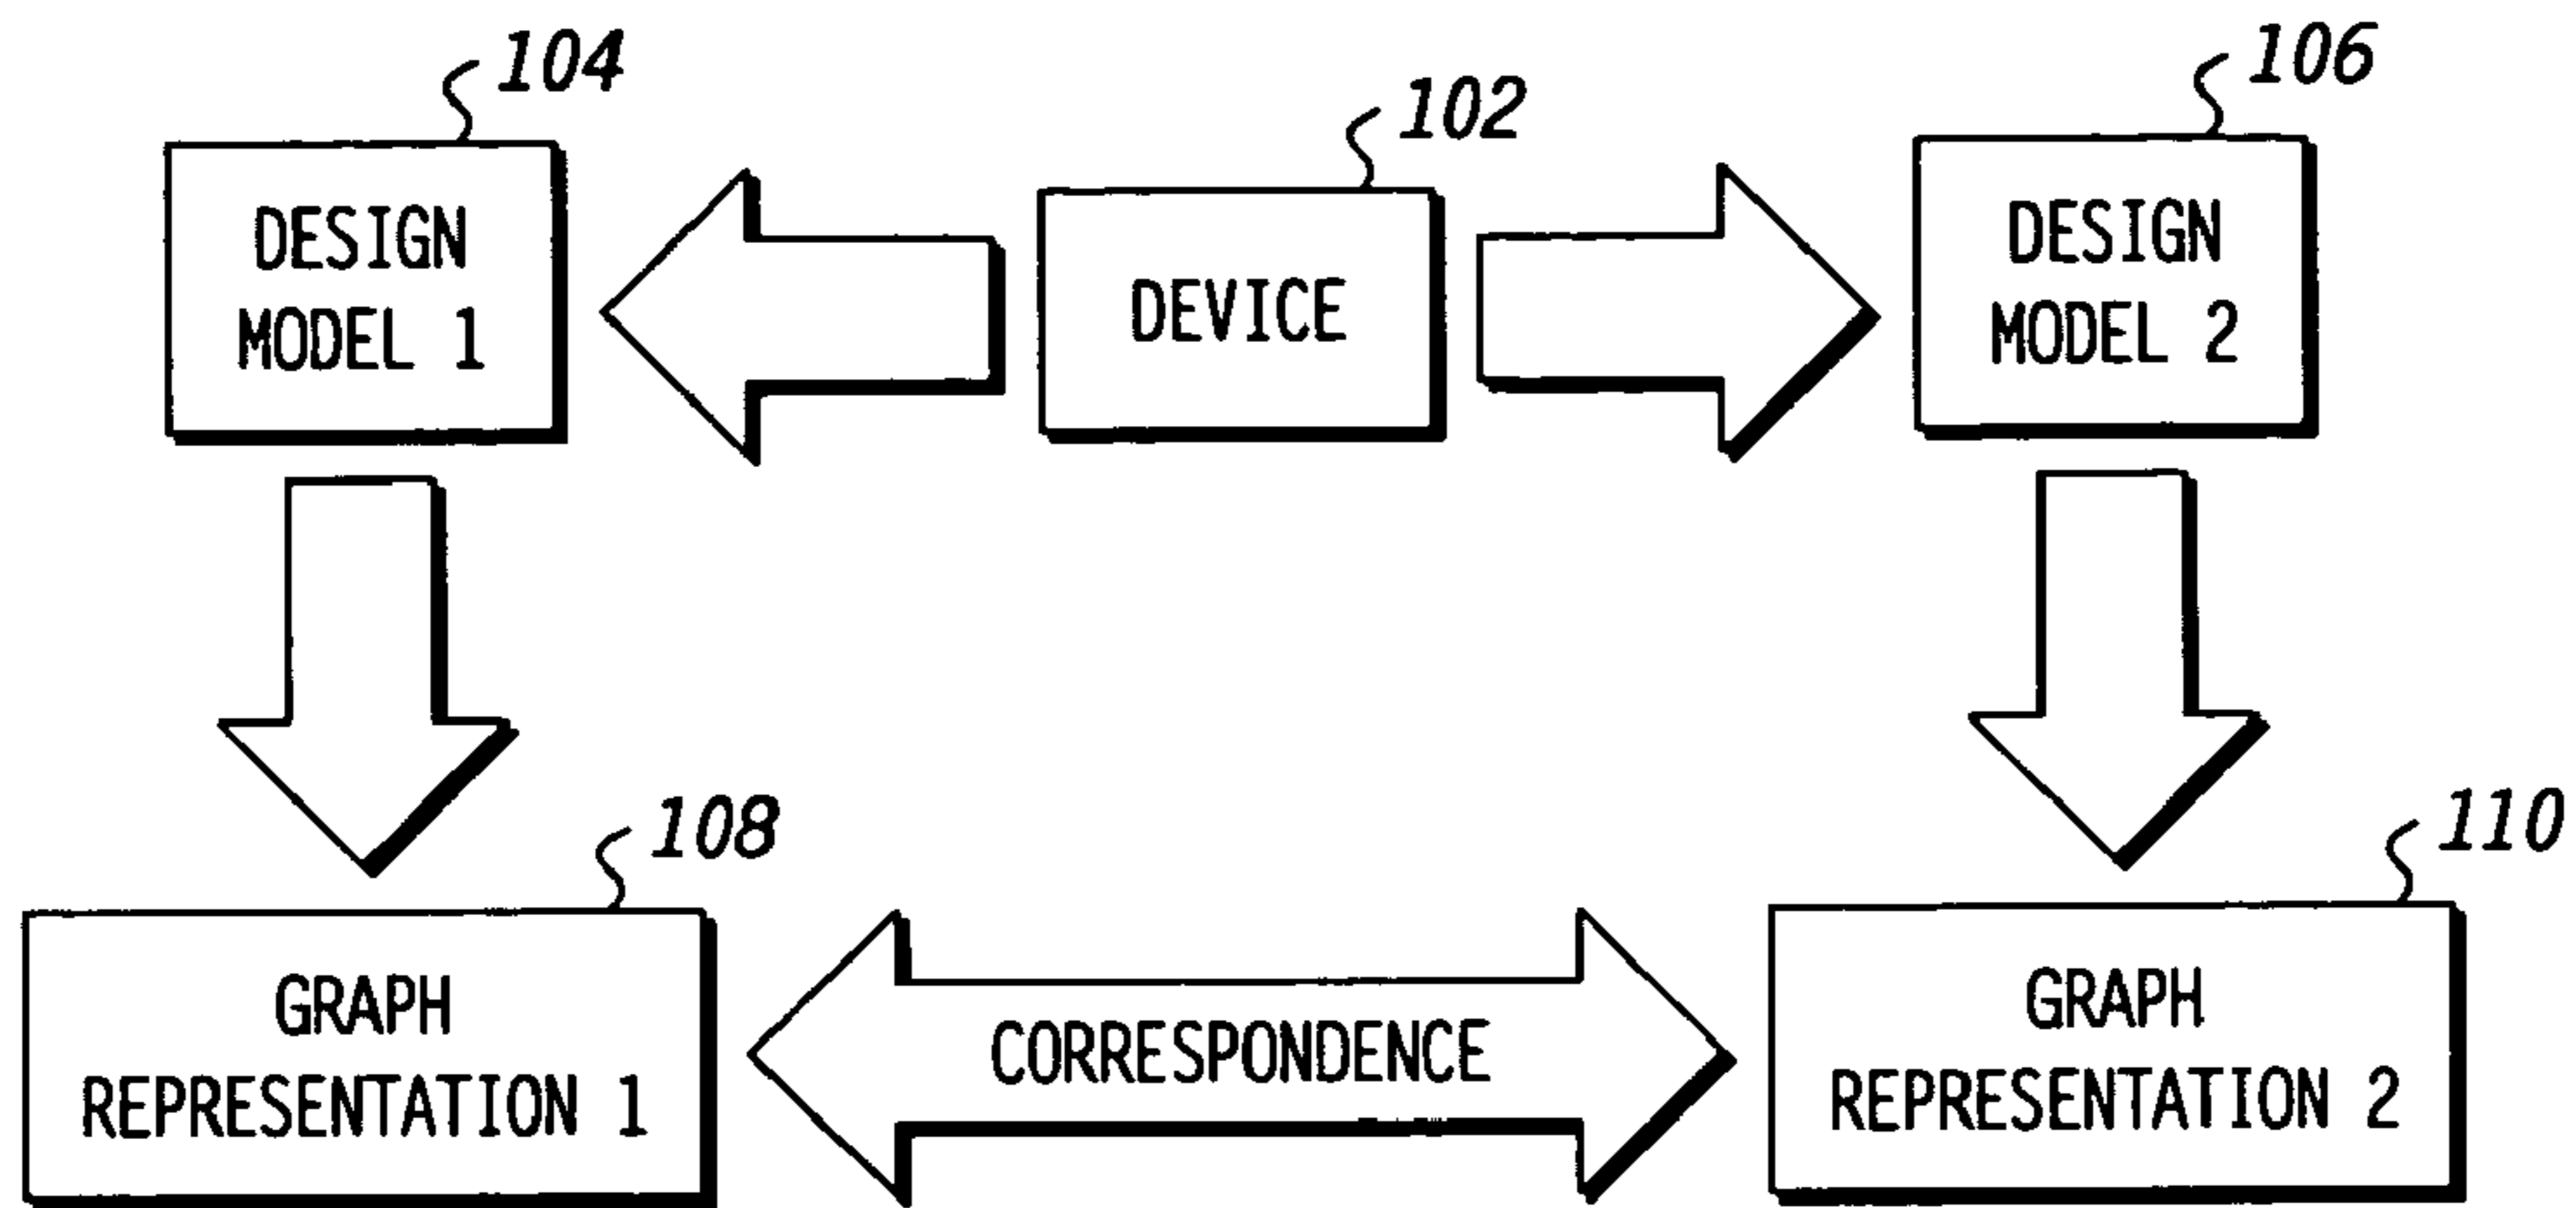 104
102
106
DESIGN
MODEL 1
DEVICE
DESIGN
MODEL 2
108
110
GRAPH
REPRESENTATION 1
CORRESPONDENCE
GRAPH
REPRESENTATION 2